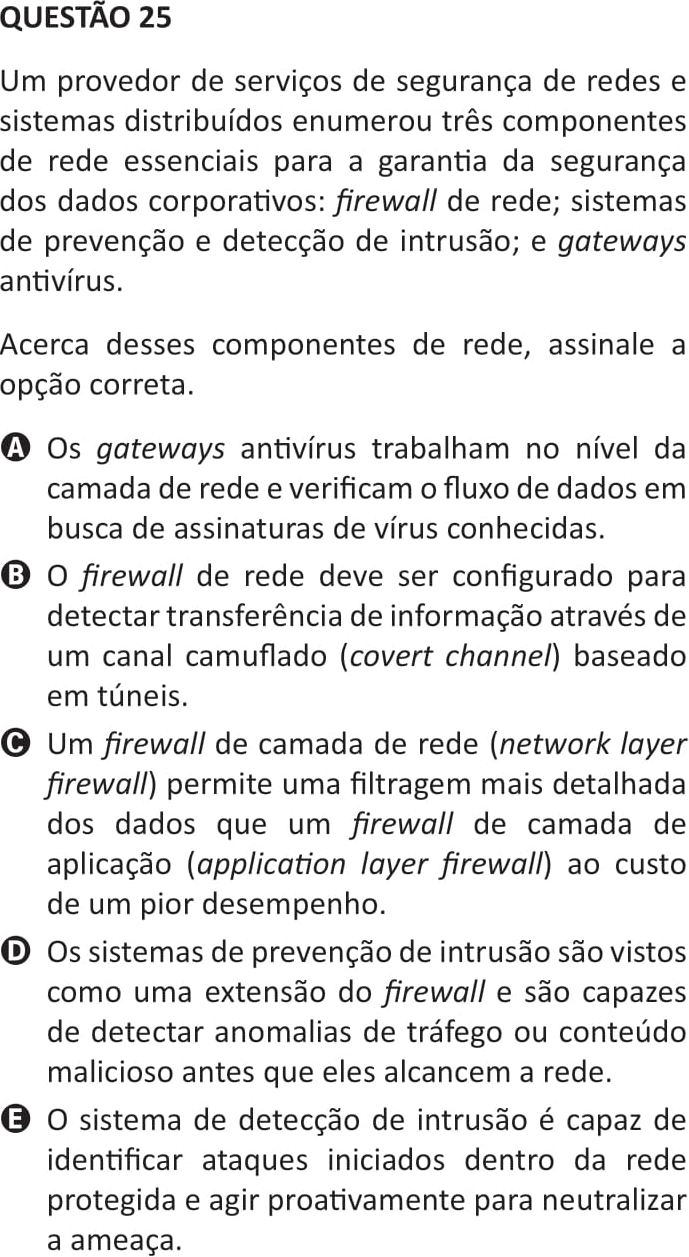 QUESTÃO 25
Um provedor de serviços de segurança de redes e
sistemas distribuídos enumerou três componentes
de rede essenciais para a garantia da segurança
dos dados corporativos: firewall de rede; sistemas
de prevenção e detecção de intrusão; e gateways
antivírus.
Acerca desses componentes de rede, assinale a
opção correta.
A Os gateways antivírus trabalham no nível da
camada de rede e verificam o fluxo de dados em
busca de assinaturas de vírus conhecidas.
B O firewall de rede deve ser configurado para
detectar transferência de informação através de
um canal camuflado (covert channel) baseado
em túneis.
C Um firewall de camada de rede (network layer
firewall) permite uma filtragem mais detalhada
dos dados que um firewall de camada de
aplicação (application layer firewall) ao custo
de um pior desempenho.
D Os sistemas de prevenção de intrusão são vistos
como uma extensão do firewall e são capazes
de detectar anomalias de tráfego ou conteúdo
malicioso antes que eles alcancem a rede.
E O sistema de detecção de intrusão é capaz de
identificar ataques iniciados dentro da rede
protegida e agir proativamente para neutralizar
a ameaça.